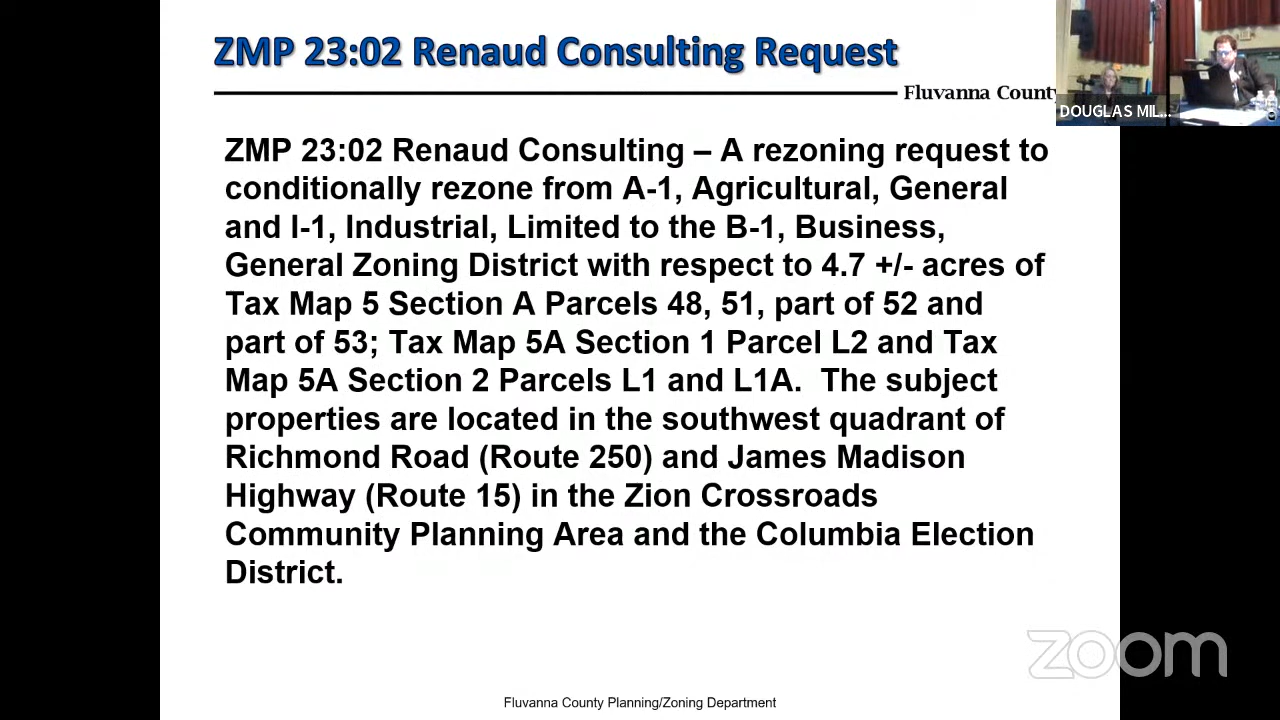 ZMP 23:02 Renaud Consulting Request
Fluvanna County
DOUGLAS MIL...
ZMP 23:02 Renaud Consulting – A rezoning request to
conditionally rezone from A-1, Agricultural, General
and I-1, Industrial, Limited to the B-1, Business,
General Zoning District with respect to 4.7 +/- acres of
Tax Map 5 Section A Parcels 48, 51, part of 52 and
part of 53; Tax Map 5A Section 1 Parcel L2 and Tax
Map 5A Section 2 Parcels L1 and L1A.  The subject
properties are located in the southwest quadrant of
Richmond Road (Route 250) and James Madison
Highway (Route 15) in the Zion Crossroads
Community Planning Area and the Columbia Election
District.
zoom
Fluvanna County Planning/Zoning Department